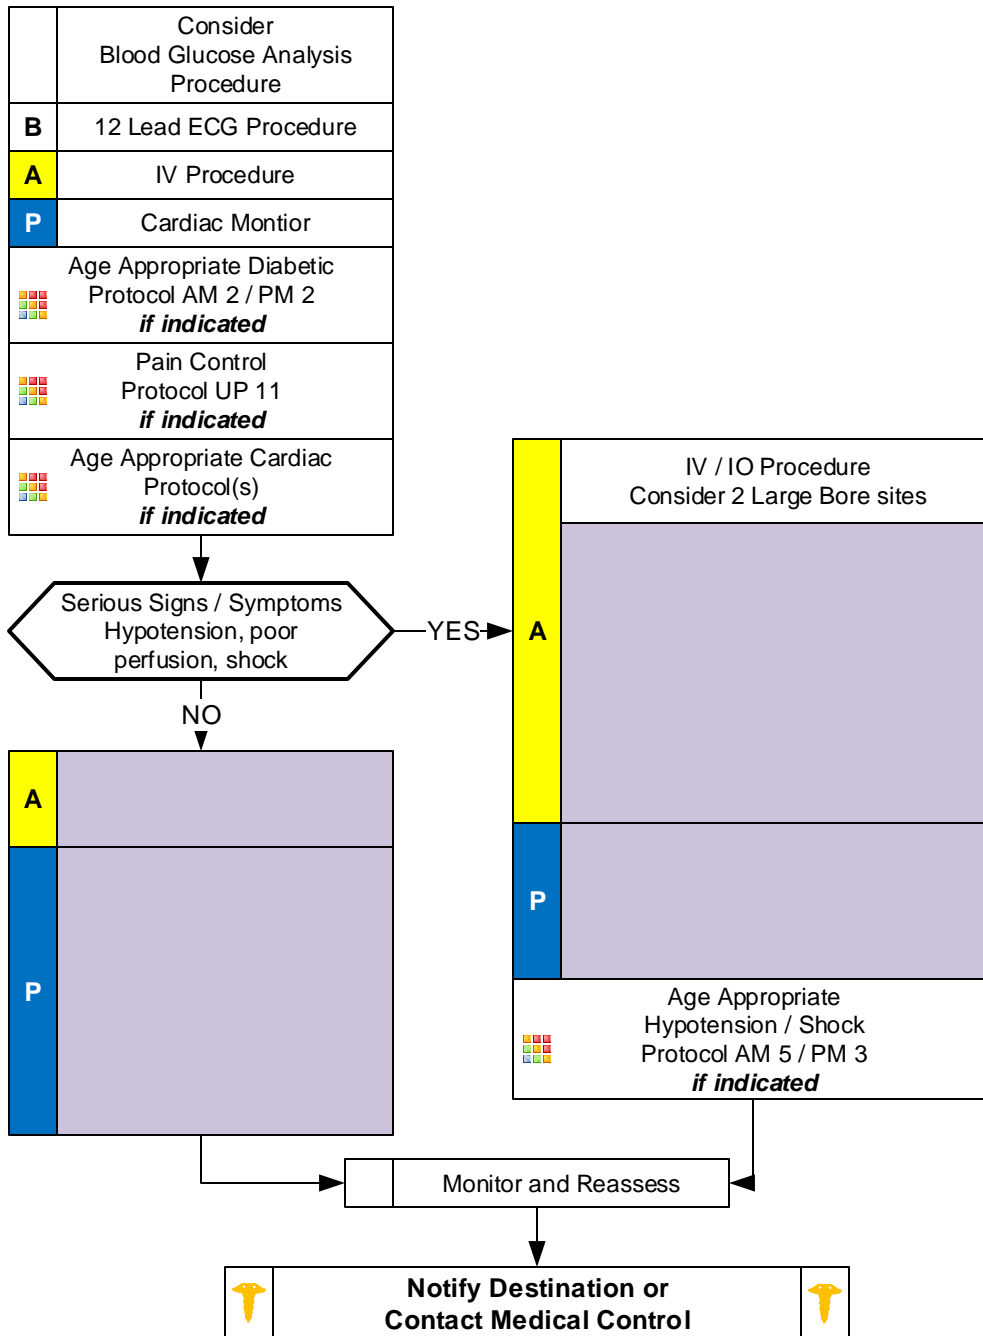 Consider
Blood Glucose Analysis
Procedure
B
12 Lead ECG Procedure
A
IV Procedure
P
Cardiac Montior
Age Appropriate Diabetic
Protocol AM 2 / PM 2
if indicated
Pain Control
Protocol UP 11
if indicated
Age Appropriate Cardiac
Protocol(s)
if indicated
Serious Signs / Symptoms
Hypotension, poor
perfusion, shock
YES
NO
A
P
IV / IO Procedure
Consider 2 Large Bore sites
A
P
Age Appropriate
Hypotension / Shock
Protocol AM 5 / PM 3
if indicated
Monitor and Reassess
Notify Destination or
Contact Medical Control